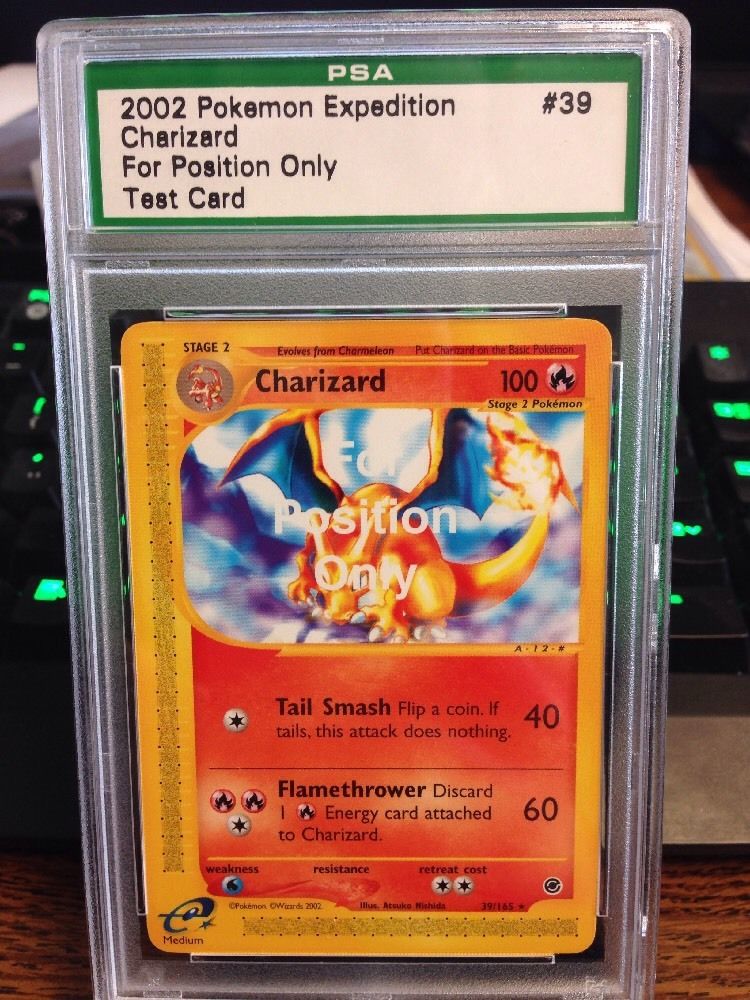 PSA
2002 Pokemon Expedition #39
Charizard
For Position Only
Test Card
STAGE 2 Evolves from Charmeleon Put Charizard on the Basic Pokémon
Charizard 100
Stage 2 Pokémon
For
Position
Only
A-12-#
Tail Smash Flip a coin. If
tails, this attack does nothing. 40
Flamethrower Discard
1 Energy card attached
to Charizard. 60
weakness resistance retreat cost
©Pokémon ©Wizards 2002. Illus. Atsuko Nishida 39/165 ★
e
Medium